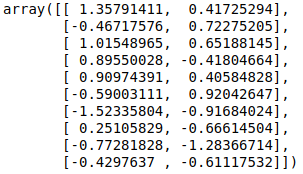 array([[ 1.35791411,  0.41725294],
[-0.46717576,  0.72275205],
[ 1.01548965,  0.65188145],
[ 0.89550028, -0.41804664],
[ 0.90974391,  0.40584828],
[-0.59003111,  0.92042647],
[-1.52335804, -0.91684024],
[ 0.25105829, -0.66614504],
[-0.77281828, -1.28366714],
[-0.4297637 , -0.61117532]])